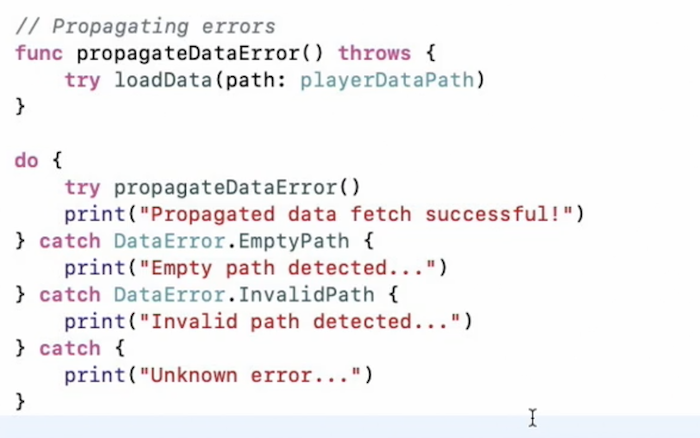 // Propagating errors
func propagateDataError() throws {
    try loadData(path: playerDataPath)
}
do {
    try propagateDataError()
    print("Propagated data fetch successful!")
} catch DataError.EmptyPath {
    print("Empty path detected...")
} catch DataError.InvalidPath {
    print("Invalid path detected...")
} catch {
    print("Unknown error...")
}